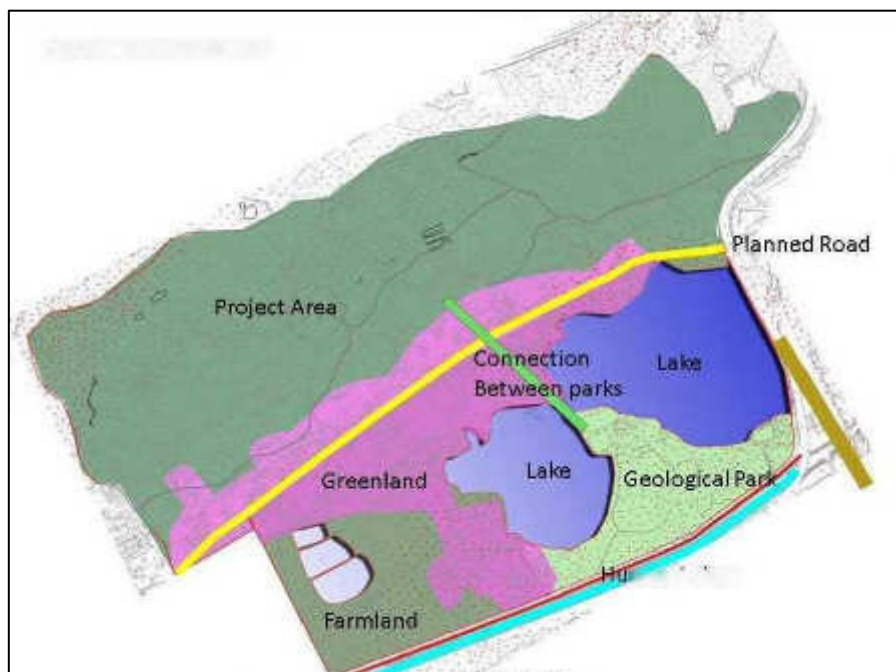 Planned Road
Project Area
Connection
Between parks
Lake
Greenland
Lake
Geological Park
Farmland